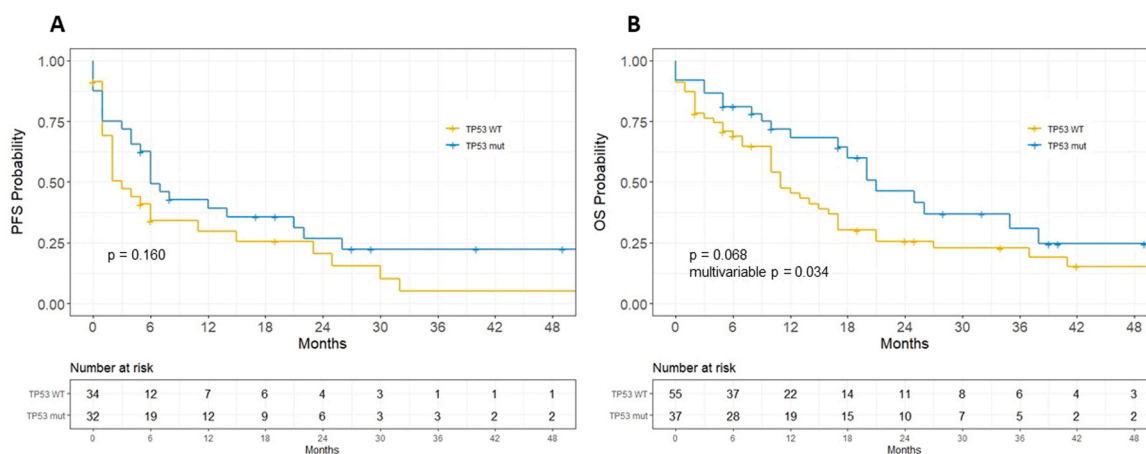 A
1.00
0.75
0.50
0.25
0.00
PFS Probability
TP53 WT
TP53 mut
p = 0.160
0 6 12 18 24 30 36 42 48
Months
Number at risk
TP53 WT 34 12 7 6 4 3 1 1 1
TP53 mut 32 19 12 9 6 3 3 2 2
0 6 12 18 24 30 36 42 48
Months
B
1.00
0.75
0.50
0.25
0.00
OS Probability
TP53 WT
TP53 mut
p = 0.068
multivariable p = 0.034
0 6 12 18 24 30 36 42 48
Months
Number at risk
TP53 WT 55 37 22 14 11 8 6 4 3
TP53 mut 37 28 19 15 10 7 5 2 2
0 6 12 18 24 30 36 42 48
Months